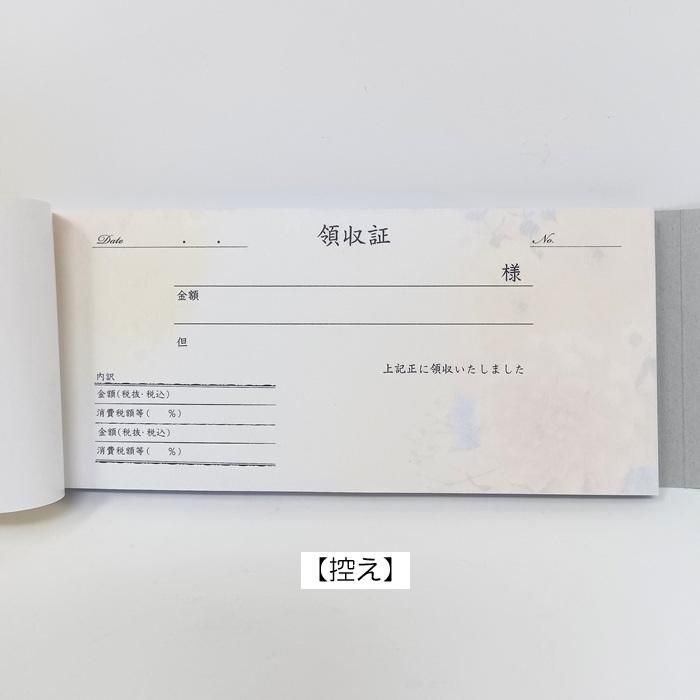 Date . . 領収証 No.
様
金額
但
上記正に領収いたしました
内訳
金額(税抜・税込)
消費税額等( %)
金額(税抜・税込)
消費税額等( %)
【控え】